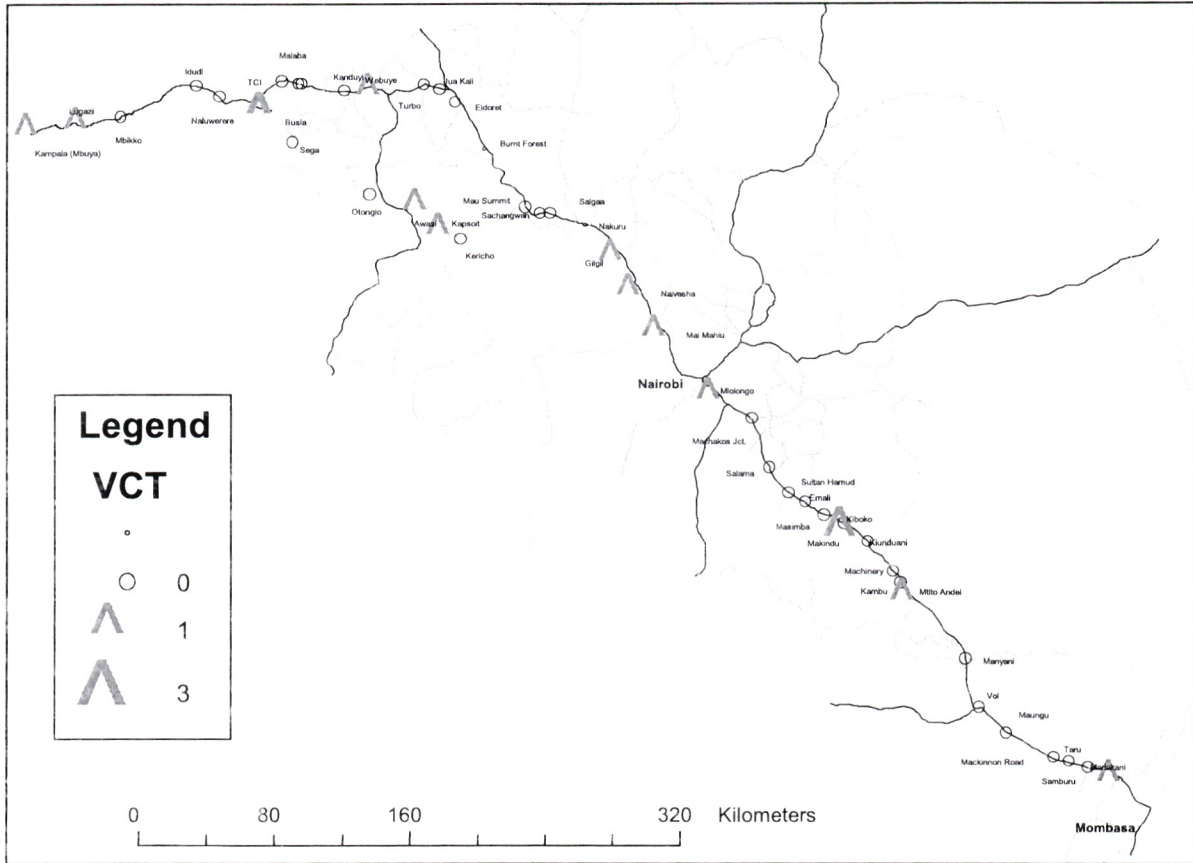 Malaba
Idudi
TCI
Kanduyi
Webuye
Jua Kali
Lugazi
Turbo
Eldoret
Naluwerere
Busia
Mbikko
Burnt Forest
Kampala (Mbuya)
Sega
Mau Summit
Salgaa
Otonglo
Sachangwan
Awasi
Kapsoit
Nakuru
Kericho
Gilgil
Naivasha
Mai Mahiu
Nairobi
Mlolongo
Legend
Machakos Jct.
VCT
Salama
Sultan Hamud
Emali
Kiboko
Masimba
Makindu
Kiunduani
Machinery
0
Kambu
Mtito Andei
1
Manyani
3
Voi
Maungu
Taru
Mackinnon Road
Mariakani
Samburu
0 80 160 320 Kilometers
Mombasa